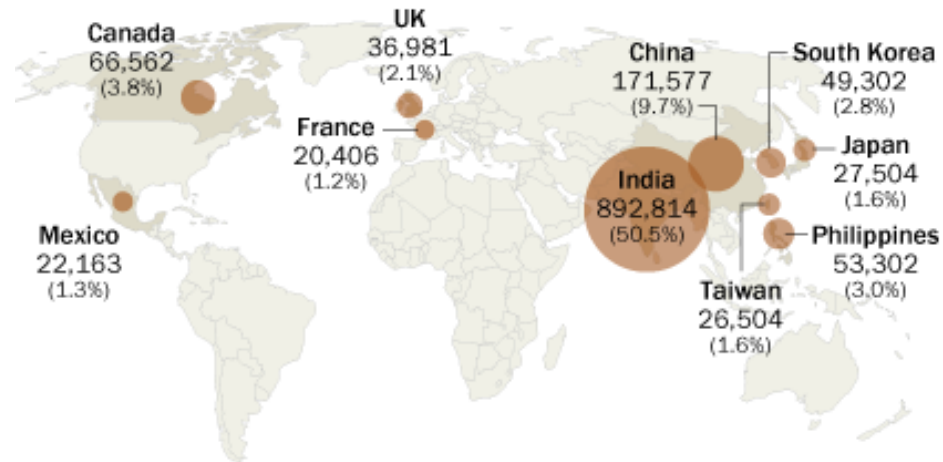 Canada
66,562
(3.8%)
UK
36,981
(2.1%)
France
20,406
(1.2%)
Mexico
22,163
(1.3%)
China
171,577
(9.7%)
South Korea
49,302
(2.8%)
Japan
27,504
(1.6%)
India
892,814
(50.5%)
Philippines
53,302
(3.0%)
Taiwan
26,504
(1.6%)